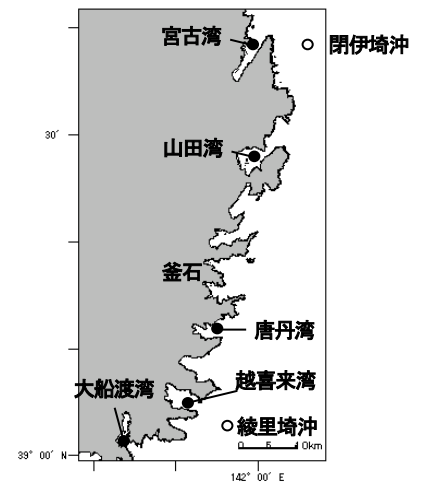 宮古湾
閉伊埼沖
30′
山田湾
釜石
唐丹湾
越喜来湾
大船渡湾
綾里埼沖
0 5 10km
39° 00′ N
142° 00′ E